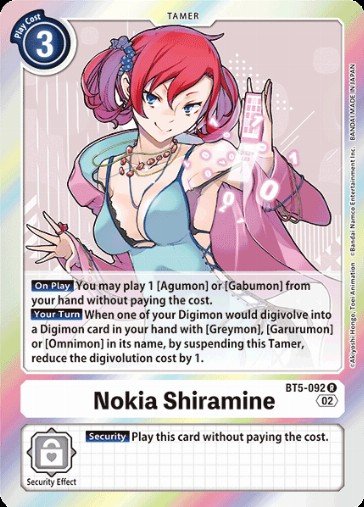 TAMER
Play Cost
3
On Play You may play 1 [Agumon] or [Gabumon] from
your hand without paying the cost.
Your Turn When one of your Digimon would digivolve into
a Digimon card in your hand with [Greymon], [Garurumon]
or [Omnimon] in its name, by suspending this Tamer,
reduce the digivolution cost by 1.
BT5-092 R
Nokia Shiramine
02
Security Play this card without paying the cost.
Security Effect
©Akiyoshi Hongo, Toei Animation ©Bandai Namco Entertainment Inc. BANDAI MADE IN JAPAN